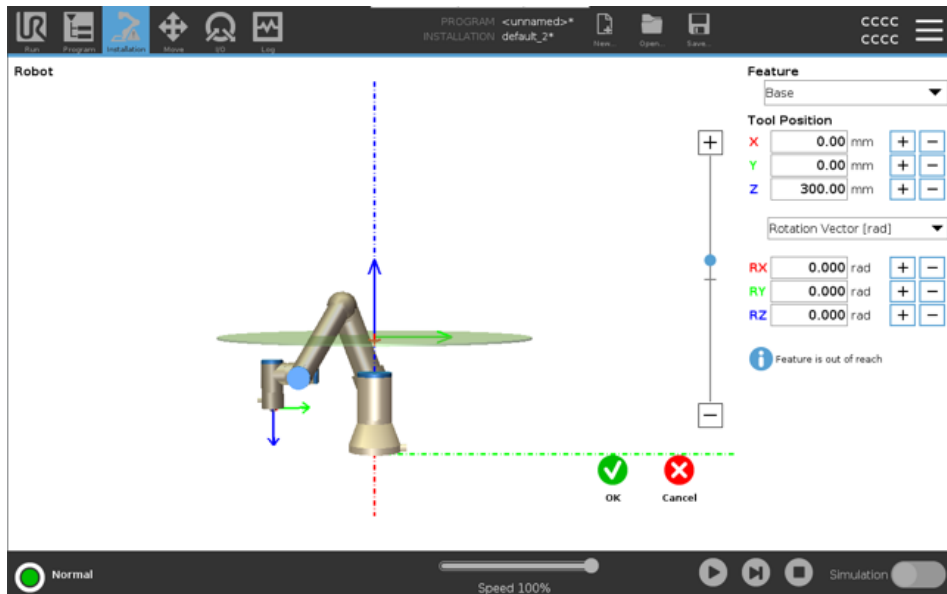 UR
PROGRAM <unnamed>*
INSTALLATION default_2*
CCCC
CCCC
Run
Program
Installation
Move
I/O
Log
New...
Open...
Save...
Robot
Feature
Base
Tool Position
X 0.00 mm + −
Y 0.00 mm + −
Z 300.00 mm + −
Rotation Vector [rad]
RX 0.000 rad + −
RY 0.000 rad + −
RZ 0.000 rad + −
i Feature is out of reach
+
−
OK
Cancel
Normal
Speed 100%
Simulation